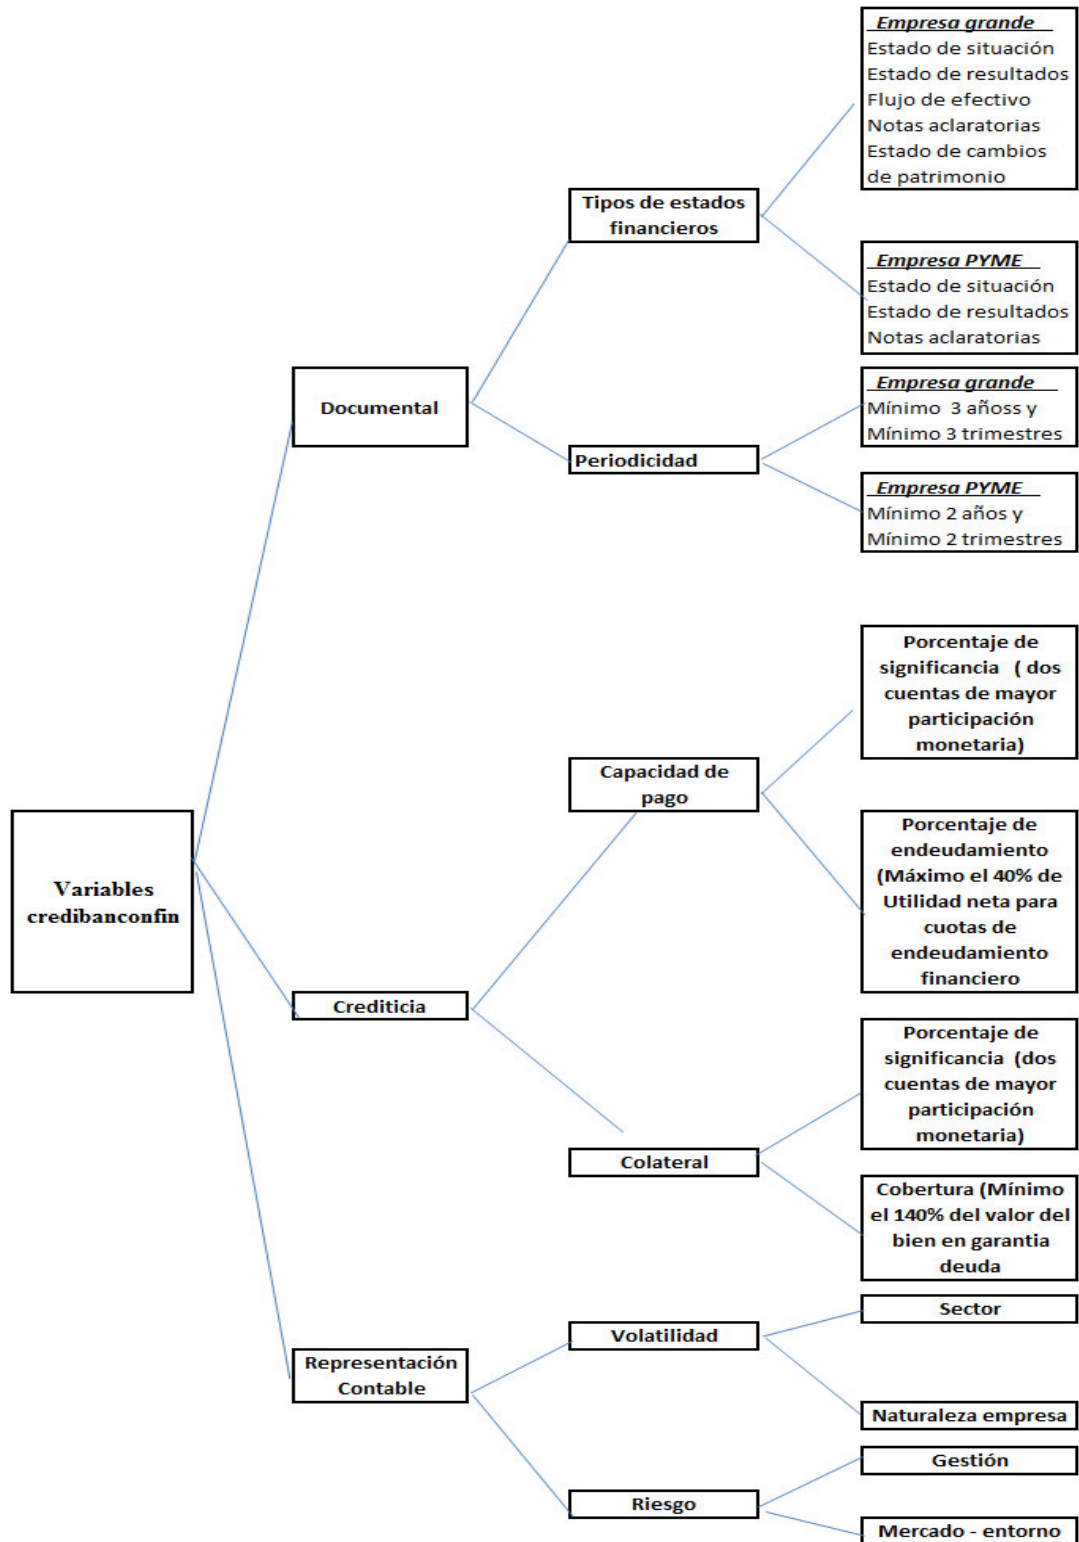 Empresa grande
Estado de situación
Estado de resultados
Flujo de efectivo
Notas aclaratorias
Estado de cambios
de patrimonio
Tipos de estados
financieros
Empresa PYME
Estado de situación
Estado de resultados
Notas aclaratorias
Documental
Empresa grande
Mínimo 3 añoss y
Mínimo 3 trimestres
Periodicidad
Empresa PYME
Mínimo 2 años y
Mínimo 2 trimestres
Porcentaje de
significancia ( dos
cuentas de mayor
participación
monetaria)
Capacidad de
pago
Porcentaje de
endeudamiento
(Máximo el 40% de
Utilidad neta para
cuotas de
endeudamiento
financiero
Variables
credibanconfin
Crediticia
Porcentaje de
significancia (dos
cuentas de mayor
participación
monetaria)
Colateral
Cobertura (Mínimo
el 140% del valor del
bien en garantia
deuda
Sector
Volatilidad
Representación
Contable
Naturaleza empresa
Gestión
Riesgo
Mercado - entorno